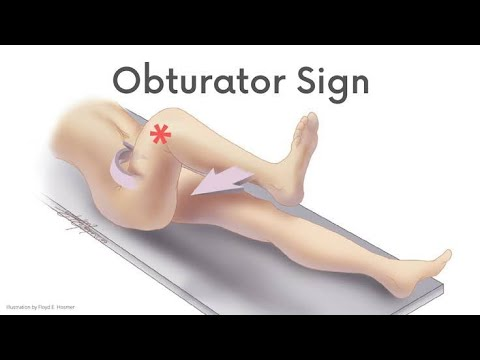 Obturator Sign
Illustration by Floyd E. Hosmer